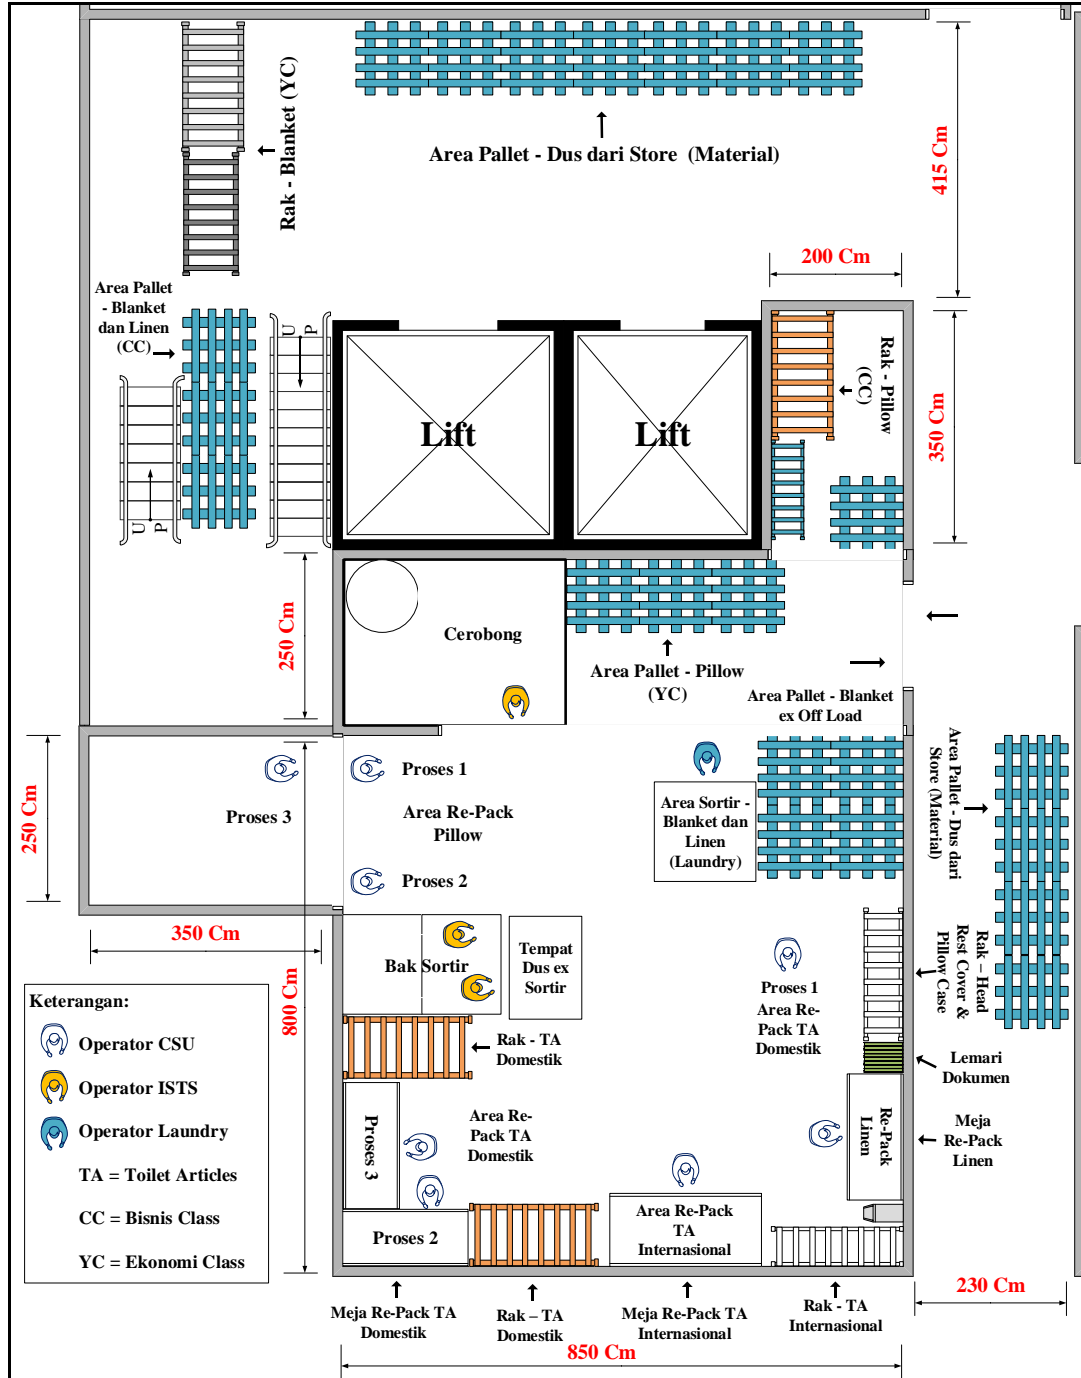 Rak - Blanket (YC)
Area Pallet - Dus dari Store  (Material)
415 Cm
200 Cm
Area Pallet
- Blanket
dan Linen
(CC)
U
P
U
P
Lift
Lift
Rak - Pillow
(CC)
350 Cm
250 Cm
Cerobong
Area Pallet - Pillow
(YC)
Area Pallet - Blanket
ex Off Load
Proses 1
Proses 3
Area Re-Pack
Pillow
Proses 2
250 Cm
350 Cm
Area Sortir -
Blanket dan
Linen
(Laundry)
Area Pallet - Dus dari
Store (Material)
Bak Sortir
Tempat
Dus ex
Sortir
800 Cm
Proses 1
Area Re-
Pack TA
Domestik
Rak – Head
Rest Cover &
Pillow Case
Keterangan:
Operator CSU
Operator ISTS
Operator Laundry
TA = Toilet Articles
CC = Bisnis Class
YC = Ekonomi Class
Rak - TA
Domestik
Lemari
Dokumen
Proses 3
Area Re-
Pack TA
Domestik
Re-Pack
Linen
Meja
Re-Pack
Linen
Proses 2
Area Re-Pack
TA
Internasional
230 Cm
Meja Re-Pack TA
Domestik
Rak – TA
Domestik
Meja Re-Pack TA
Internasional
Rak - TA
Internasional
850 Cm